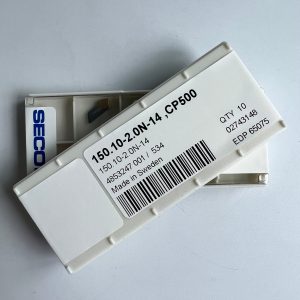 SECO
150.10-2.0N-14 ,CP500
150.10-2.0N-14
4853247.001 / 534
Made in Sweden
QTY 10
02743148
EDP 65075